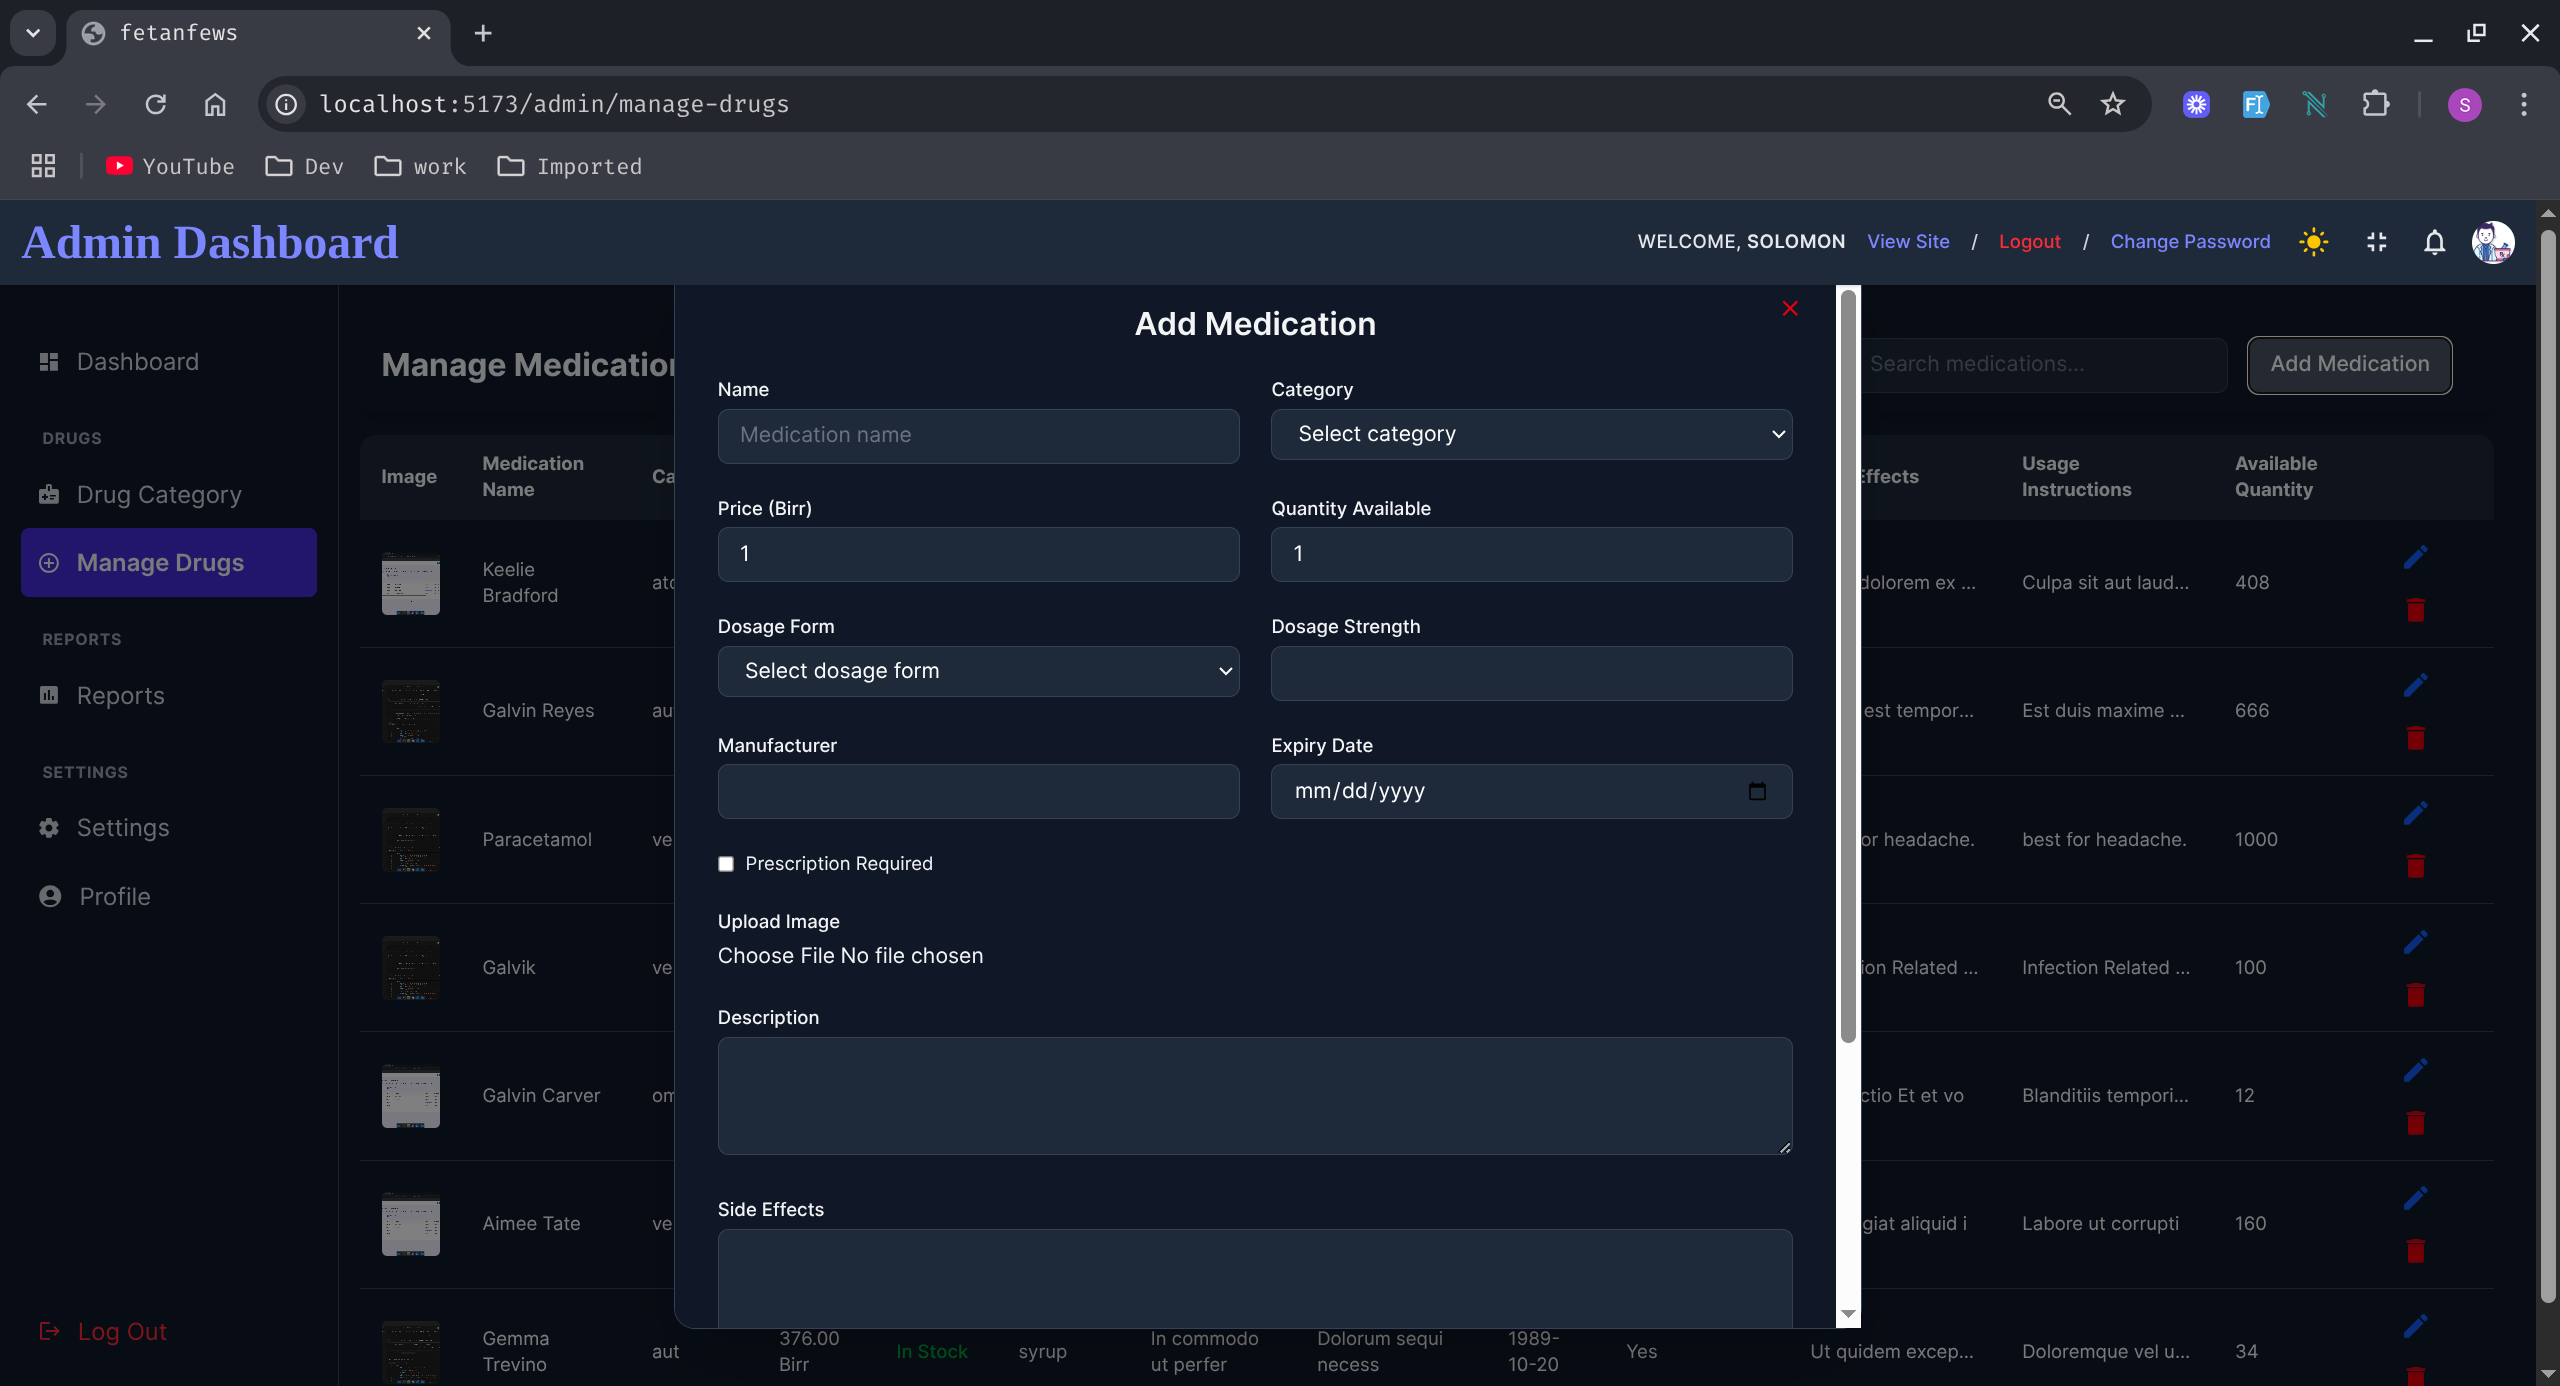 fetanfews
localhost:5173/admin/manage-drugs
S
YouTube
Dev
work
Imported
Admin Dashboard
WELCOME, SOLOMON
View Site / Logout / Change Password
Dashboard
DRUGS
Drug Category
Manage Drugs
REPORTS
Reports
SETTINGS
Settings
Profile
Log Out
Manage Medication
Search medications...
Add Medication
Image
Medication Name
Ca
Effects
Usage Instructions
Available Quantity
Keelie Bradford
dolorem ex ...
Culpa sit aut laud...
408
Galvin Reyes
au
est tempor...
Est duis maxime ...
666
Paracetamol
ve
or headache.
best for headache.
1000
Galvik
ve
ion Related ...
Infection Related ...
100
Galvin Carver
om
ctio Et et vo
Blanditiis tempori...
12
Aimee Tate
ve
giat aliquid i
Labore ut corrupti
160
Gemma Trevino
aut
376.00 Birr
In Stock
syrup
In commodo ut perfer
Dolorum sequi necess
1989-10-20
Yes
Ut quidem excep...
Doloremque vel u...
34
Add Medication
Name
Medication name
Category
Select category
Price (Birr)
1
Quantity Available
1
Dosage Form
Select dosage form
Dosage Strength
Manufacturer
Expiry Date
mm/dd/yyyy
Prescription Required
Upload Image
Choose File No file chosen
Description
Side Effects